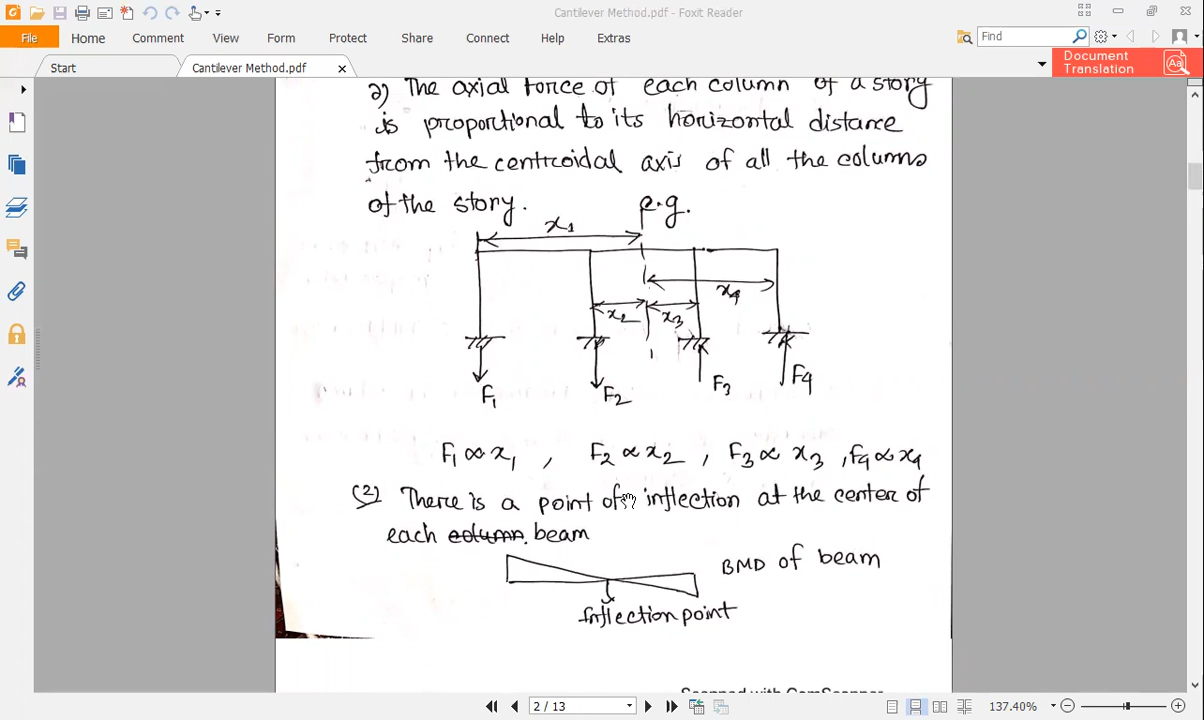 Cantilever Method.pdf - Foxit Reader
File Home Comment View Form Protect Share Connect Help Extras
Find
Start
Cantilever Method.pdf
Document
Translation
2) The axial force of each column of a story
is proportional to its horizontal distance
from the centroidal axis of all the columns
of the story.
c.g.
x1
x4
x2 x3
F1 F2 F3 F4
F1 ∝ x1 , F2 ∝ x2 , F3 ∝ x3 , F4 ∝ x4
(2) There is a point of inflection at the center of
each column. beam
BMD of beam
Inflection point
2 / 13
137.40%